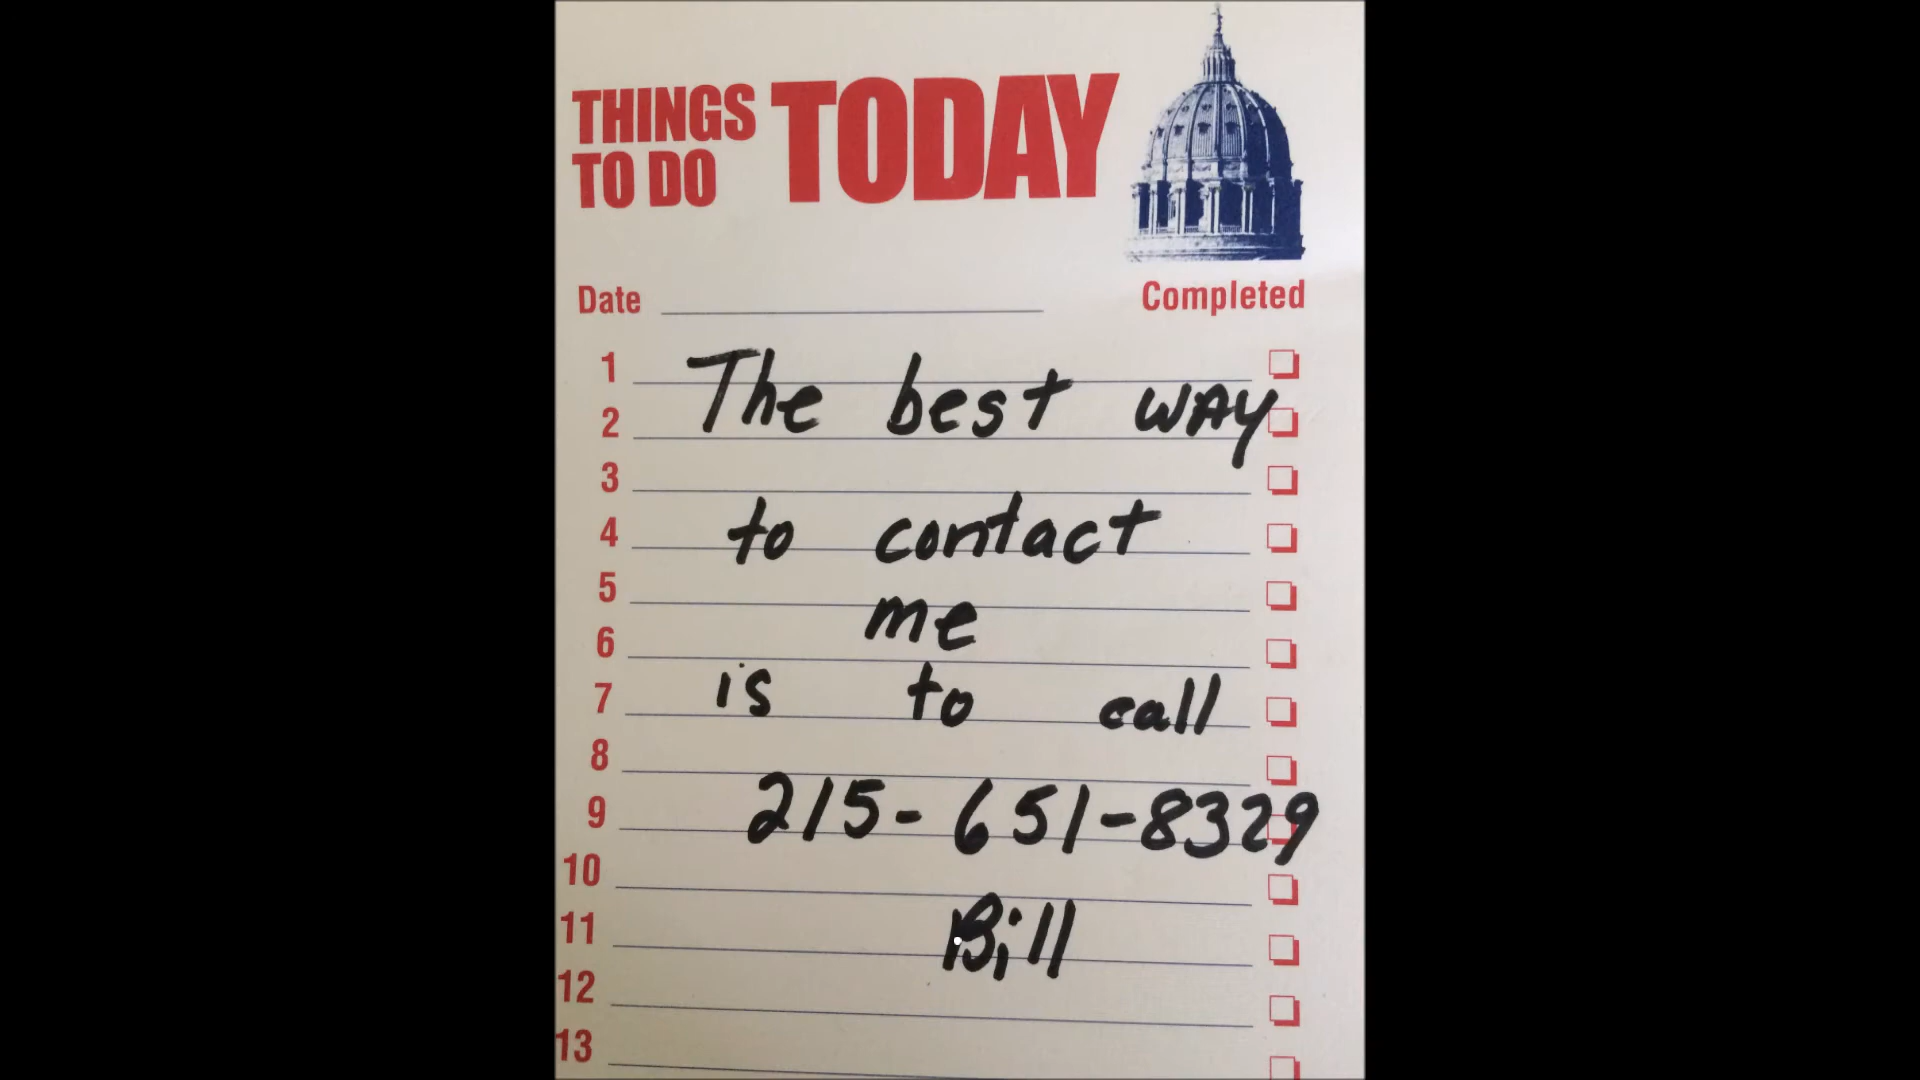 THINGS TO DO TODAY
Date
Completed
1
The best WAY
2
3
to contact
4
5
me
6
is to call
7
8
215-651-8329
9
10
Bill
11
12
13